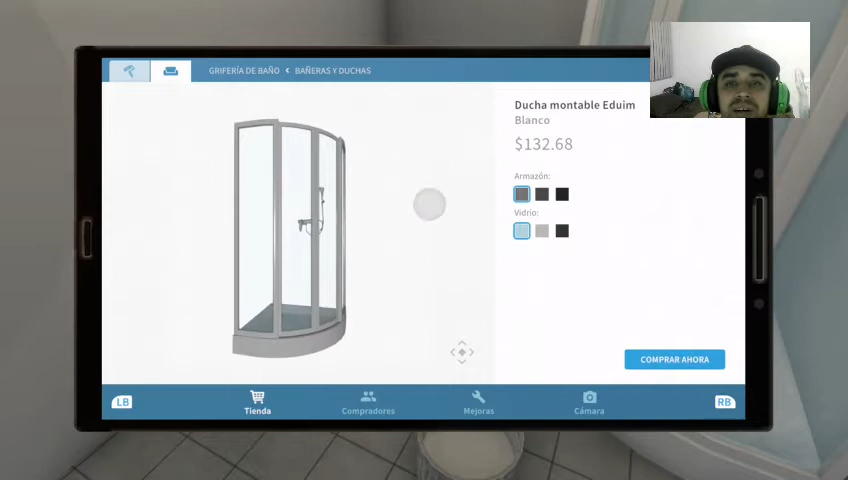 GRIFERÍA DE BAÑO < BAÑERAS Y DUCHAS
Ducha montable Eduim
Blanco
$132.68
Armazón:
Vidrio:
COMPRAR AHORA
LB
Tienda
Compradores
Mejoras
Cámara
RB